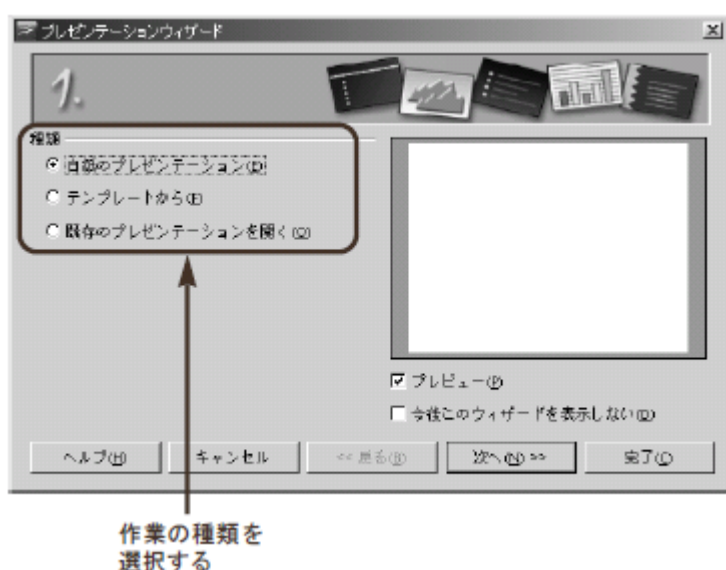 プレゼンテーションウィザード
1.
種類
白紙のプレゼンテーション(E)
テンプレートから(F)
既存のプレゼンテーションを開く(O)
プレビュー(P)
今後このウィザードを表示しない(D)
ヘルプ(H) キャンセル << 戻る(B) 次へ(N) >> 完了(C)
作業の種類を
選択する